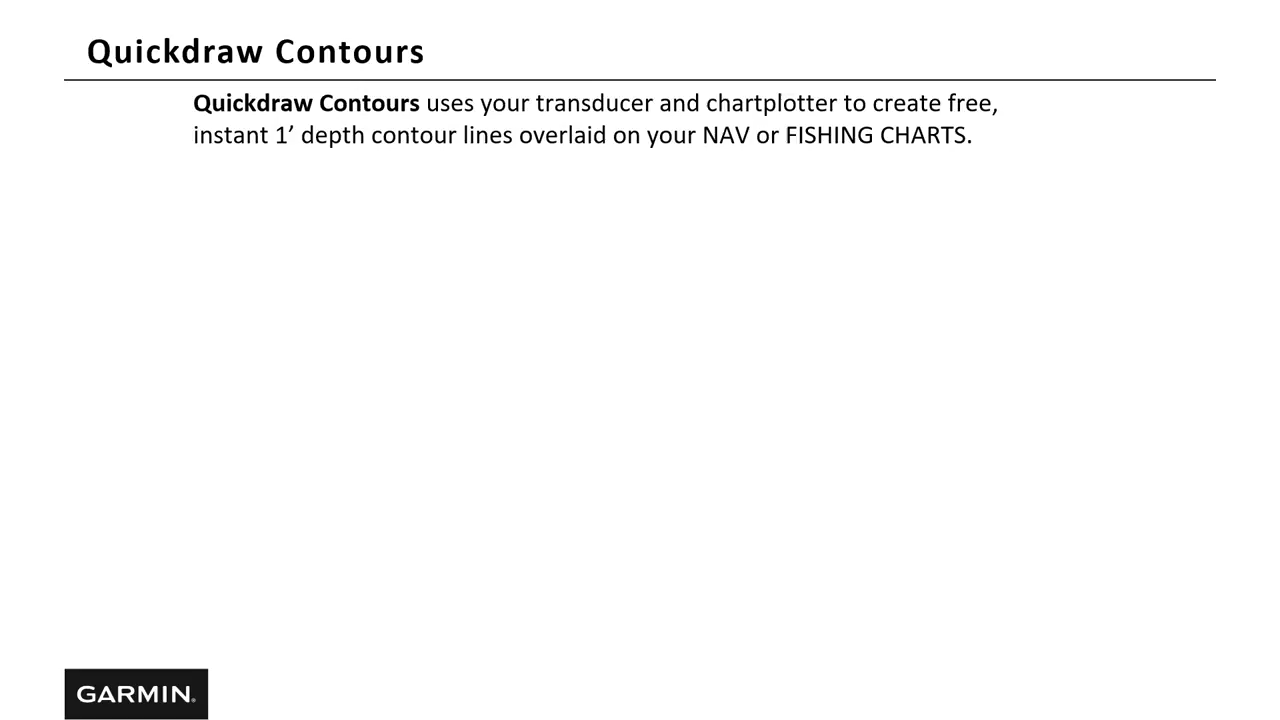 Quickdraw Contours
Quickdraw Contours uses your transducer and chartplotter to create free,
instant 1’ depth contour lines overlaid on your NAV or FISHING CHARTS.
GARMIN.